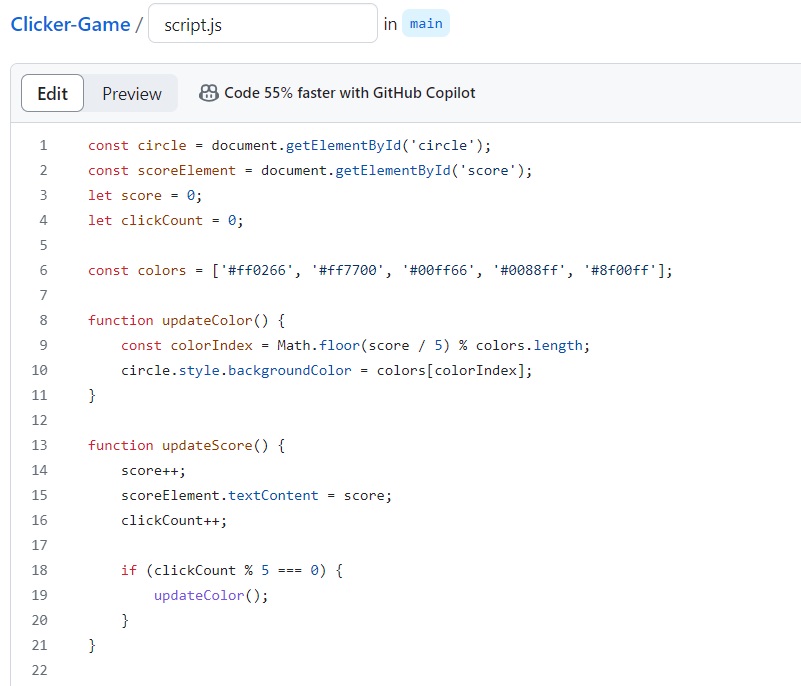 Clicker-Game / script.js in main
Edit Preview Code 55% faster with GitHub Copilot
1 const circle = document.getElementById('circle');
2 const scoreElement = document.getElementById('score');
3 let score = 0;
4 let clickCount = 0;
5
6 const colors = ['#ff0266', '#ff7700', '#00ff66', '#0088ff', '#8f00ff'];
7
8 function updateColor() {
9 const colorIndex = Math.floor(score / 5) % colors.length;
10 circle.style.backgroundColor = colors[colorIndex];
11 }
12
13 function updateScore() {
14 score++;
15 scoreElement.textContent = score;
16 clickCount++;
17
18 if (clickCount % 5 === 0) {
19 updateColor();
20 }
21 }
22